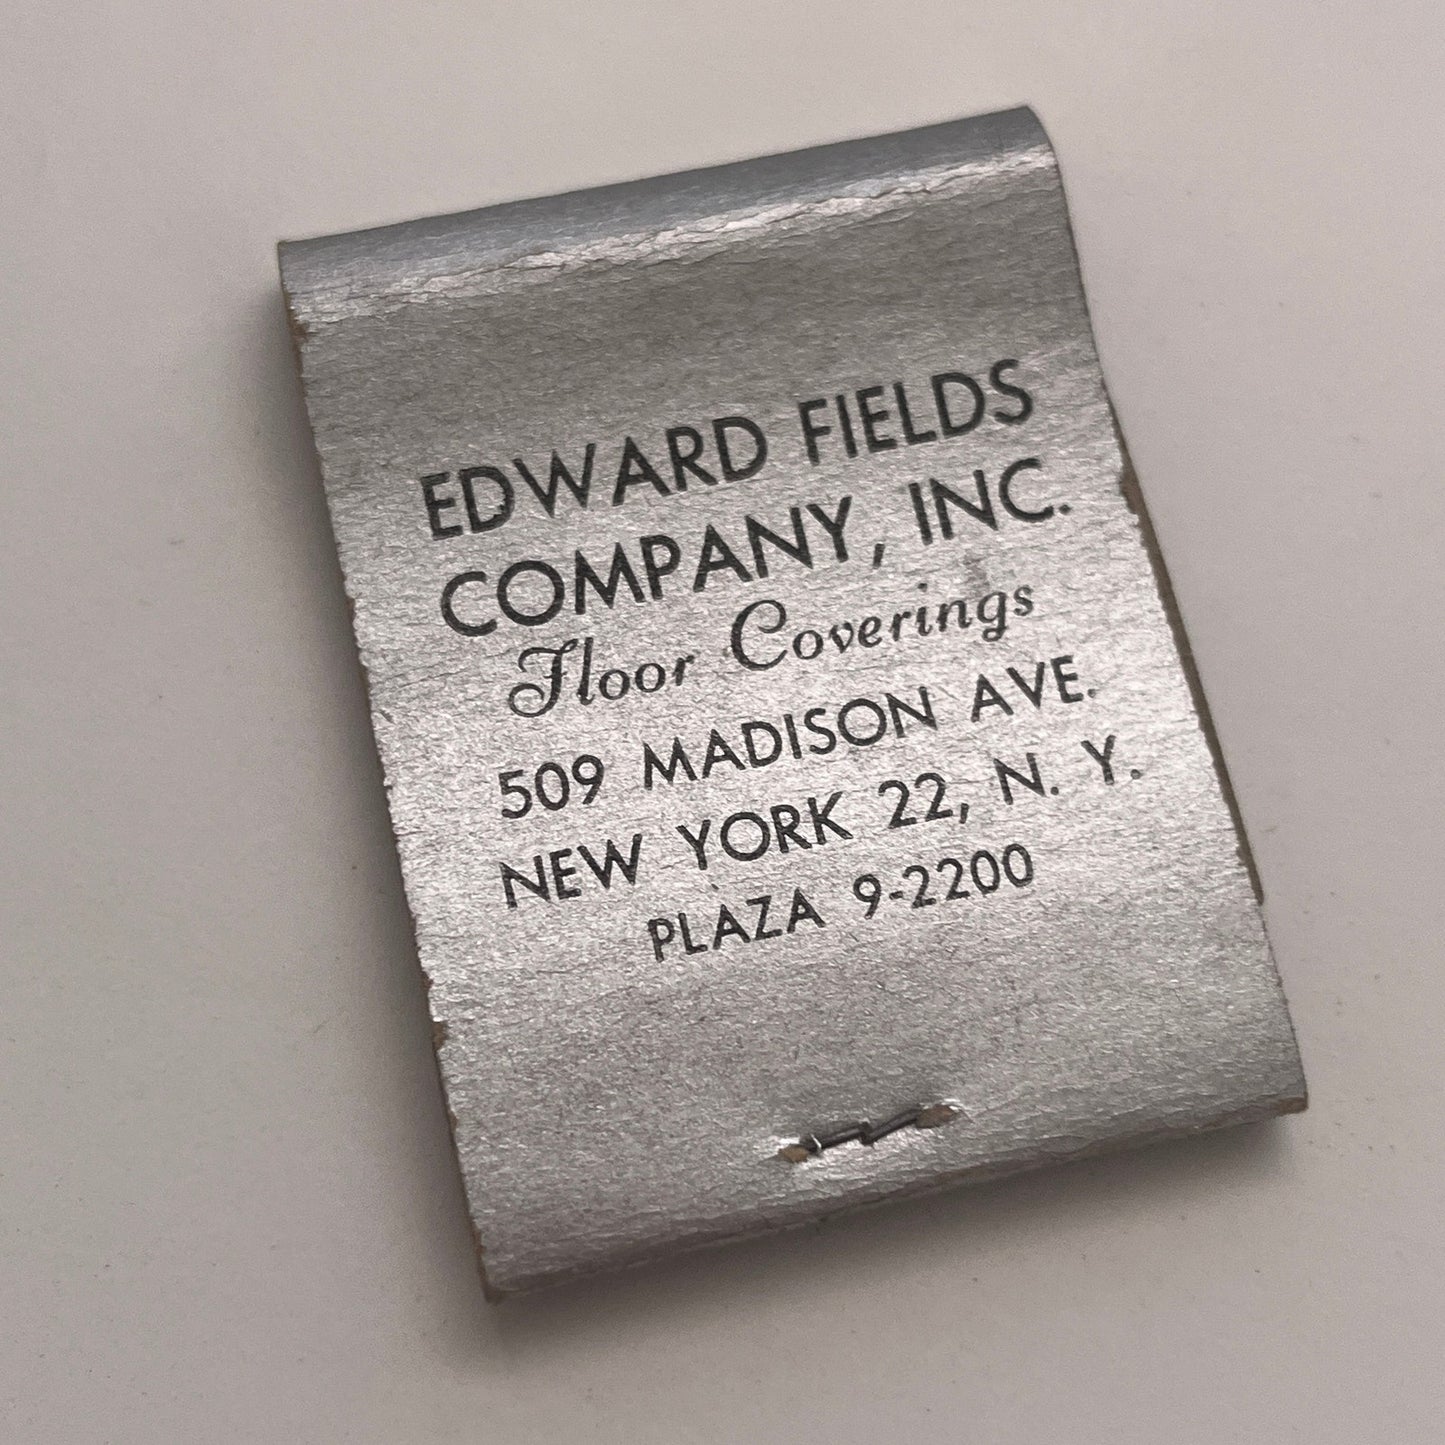 EDWARD FIELDS
COMPANY, INC.
Floor Coverings
509 MADISON AVE.
NEW YORK 22, N. Y.
PLAZA 9-2200